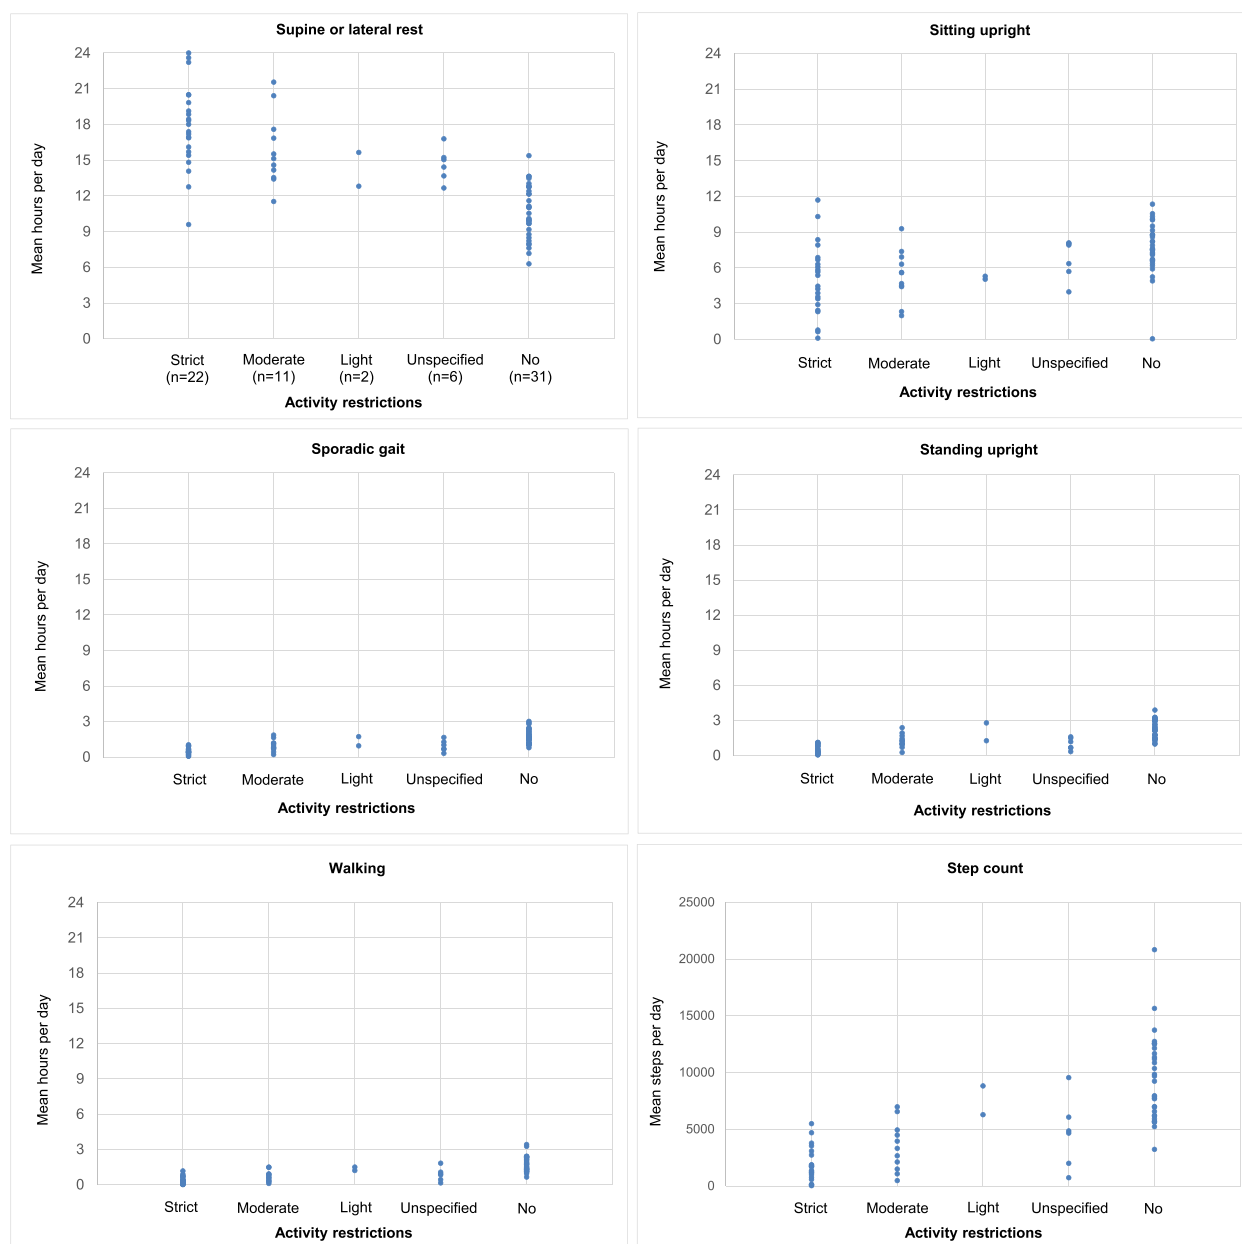 Supine or lateral rest
24
21
18
15
12
9
6
3
0
Mean hours per day
Strict Moderate Light Unspecified No
(n=22) (n=11) (n=2) (n=6) (n=31)
Activity restrictions
Sitting upright
24
21
18
15
12
9
6
3
0
Mean hours per day
Strict Moderate Light Unspecified No
Activity restrictions
Sporadic gait
24
21
18
15
12
9
6
3
0
Mean hours per day
Strict Moderate Light Unspecified No
Activity restrictions
Standing upright
24
21
18
15
12
9
6
3
0
Mean hours per day
Strict Moderate Light Unspecified No
Activity restrictions
Walking
24
21
18
15
12
9
6
3
0
Mean hours per day
Strict Moderate Light Unspecified No
Activity restrictions
Step count
25000
20000
15000
10000
5000
0
Mean steps per day
Strict Moderate Light Unspecified No
Activity restrictions